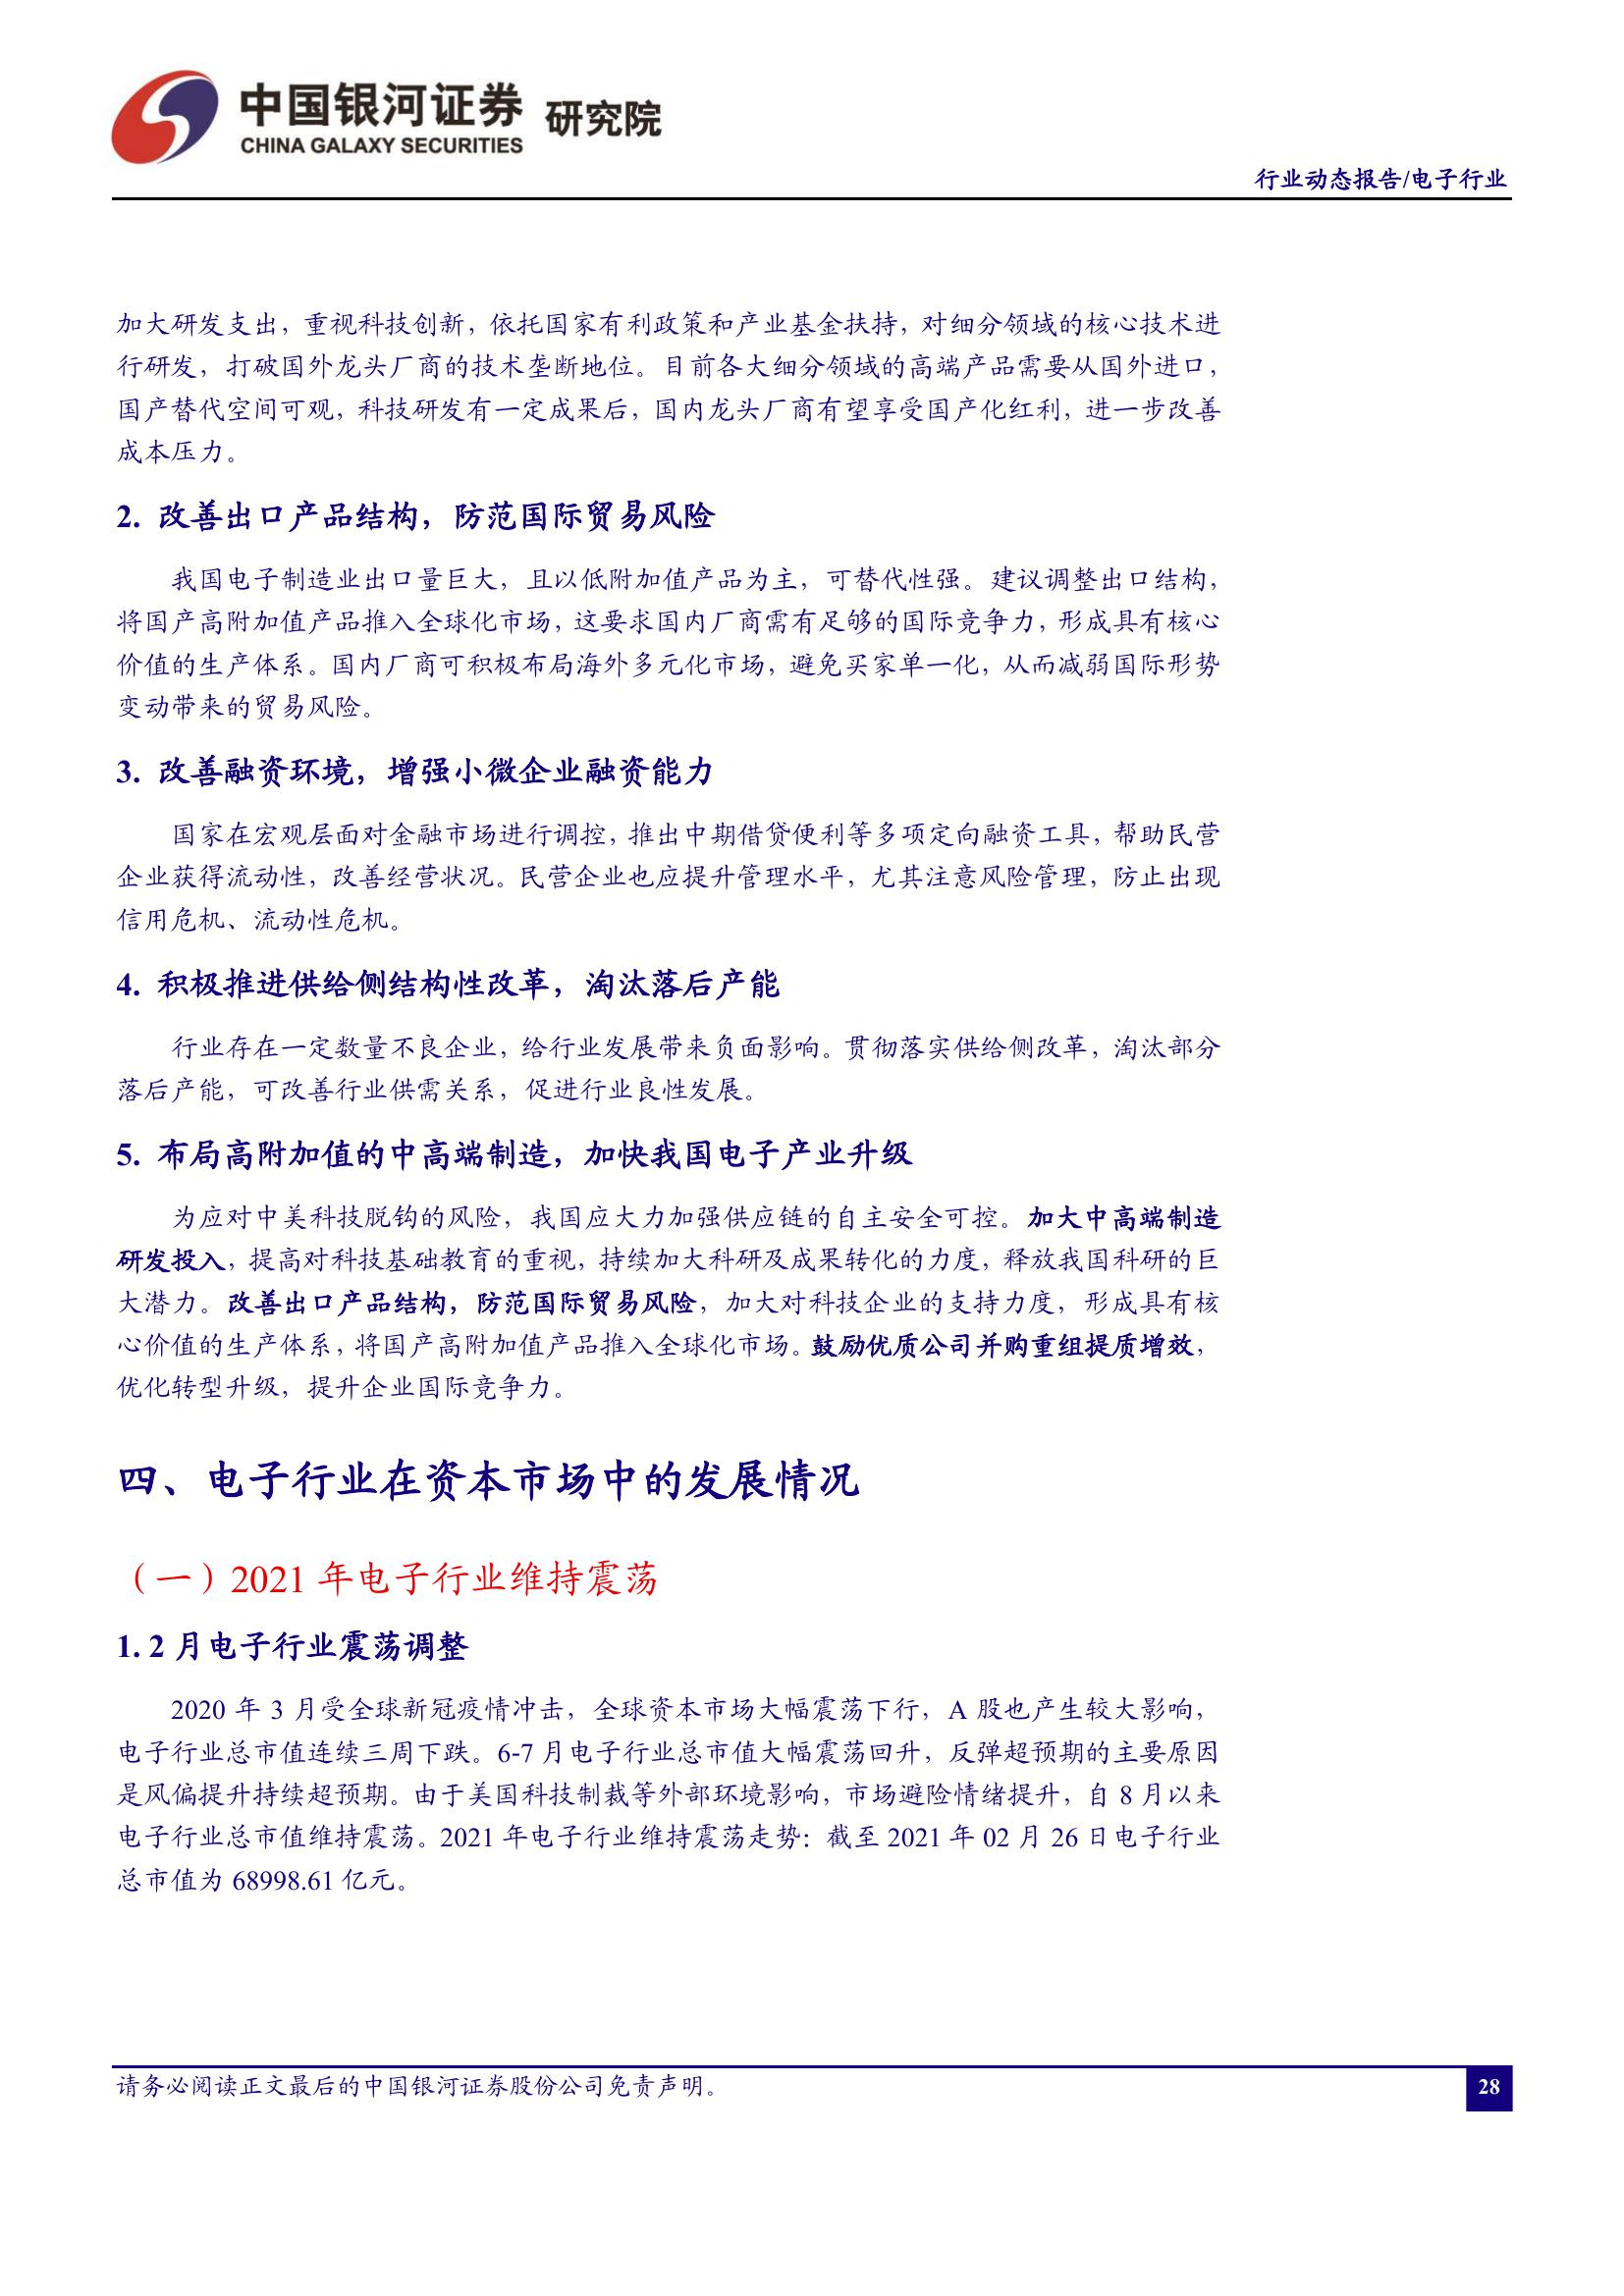 中国银河证券 研究院
CHINA GALAXY SECURITIES
行业动态报告/电子行业
加大研发支出，重视科技创新，依托国家有利政策和产业基金扶持，对细分领域的核心技术进
行研发，打破国外龙头厂商的技术垄断地位。目前各大细分领域的高端产品需要从国外进口，
国产替代空间可观，科技研发有一定成果后，国内龙头厂商有望享受国产化红利，进一步改善
成本压力。
2. 改善出口产品结构，防范国际贸易风险
我国电子制造业出口量巨大，且以低附加值产品为主，可替代性强。建议调整出口结构，
将国产高附加值产品推入全球化市场，这要求国内厂商需有足够的国际竞争力，形成具有核心
价值的生产体系。国内厂商可积极布局海外多元化市场，避免买家单一化，从而减弱国际形势
变动带来的贸易风险。
3. 改善融资环境，增强小微企业融资能力
国家在宏观层面对金融市场进行调控，推出中期借贷便利等多项定向融资工具，帮助民营
企业获得流动性，改善经营状况。民营企业也应提升管理水平，尤其注意风险管理，防止出现
信用危机、流动性危机。
4. 积极推进供给侧结构性改革，淘汰落后产能
行业存在一定数量不良企业，给行业发展带来负面影响。贯彻落实供给侧改革，淘汰部分
落后产能，可改善行业供需关系，促进行业良性发展。
5. 布局高附加值的中高端制造，加快我国电子产业升级
为应对中美科技脱钩的风险，我国应大力加强供应链的自主安全可控。加大中高端制造
研发投入，提高对科技基础教育的重视，持续加大科研及成果转化的力度，释放我国科研的巨
大潜力。改善出口产品结构，防范国际贸易风险，加大对科技企业的支持力度，形成具有核
心价值的生产体系，将国产高附加值产品推入全球化市场。鼓励优质公司并购重组提质增效，
优化转型升级，提升企业国际竞争力。
四、电子行业在资本市场中的发展情况
（一）2021 年电子行业维持震荡
1. 2 月电子行业震荡调整
2020 年 3 月受全球新冠疫情冲击，全球资本市场大幅震荡下行，A 股也产生较大影响，
电子行业总市值连续三周下跌。6-7 月电子行业总市值大幅震荡回升，反弹超预期的主要原因
是风偏提升持续超预期。由于美国科技制裁等外部环境影响，市场避险情绪提升，自 8 月以来
电子行业总市值维持震荡。2021 年电子行业维持震荡走势：截至 2021 年 02 月 26 日电子行业
总市值为 68998.61 亿元。
请务必阅读正文最后的中国银河证券股份公司免责声明。
28